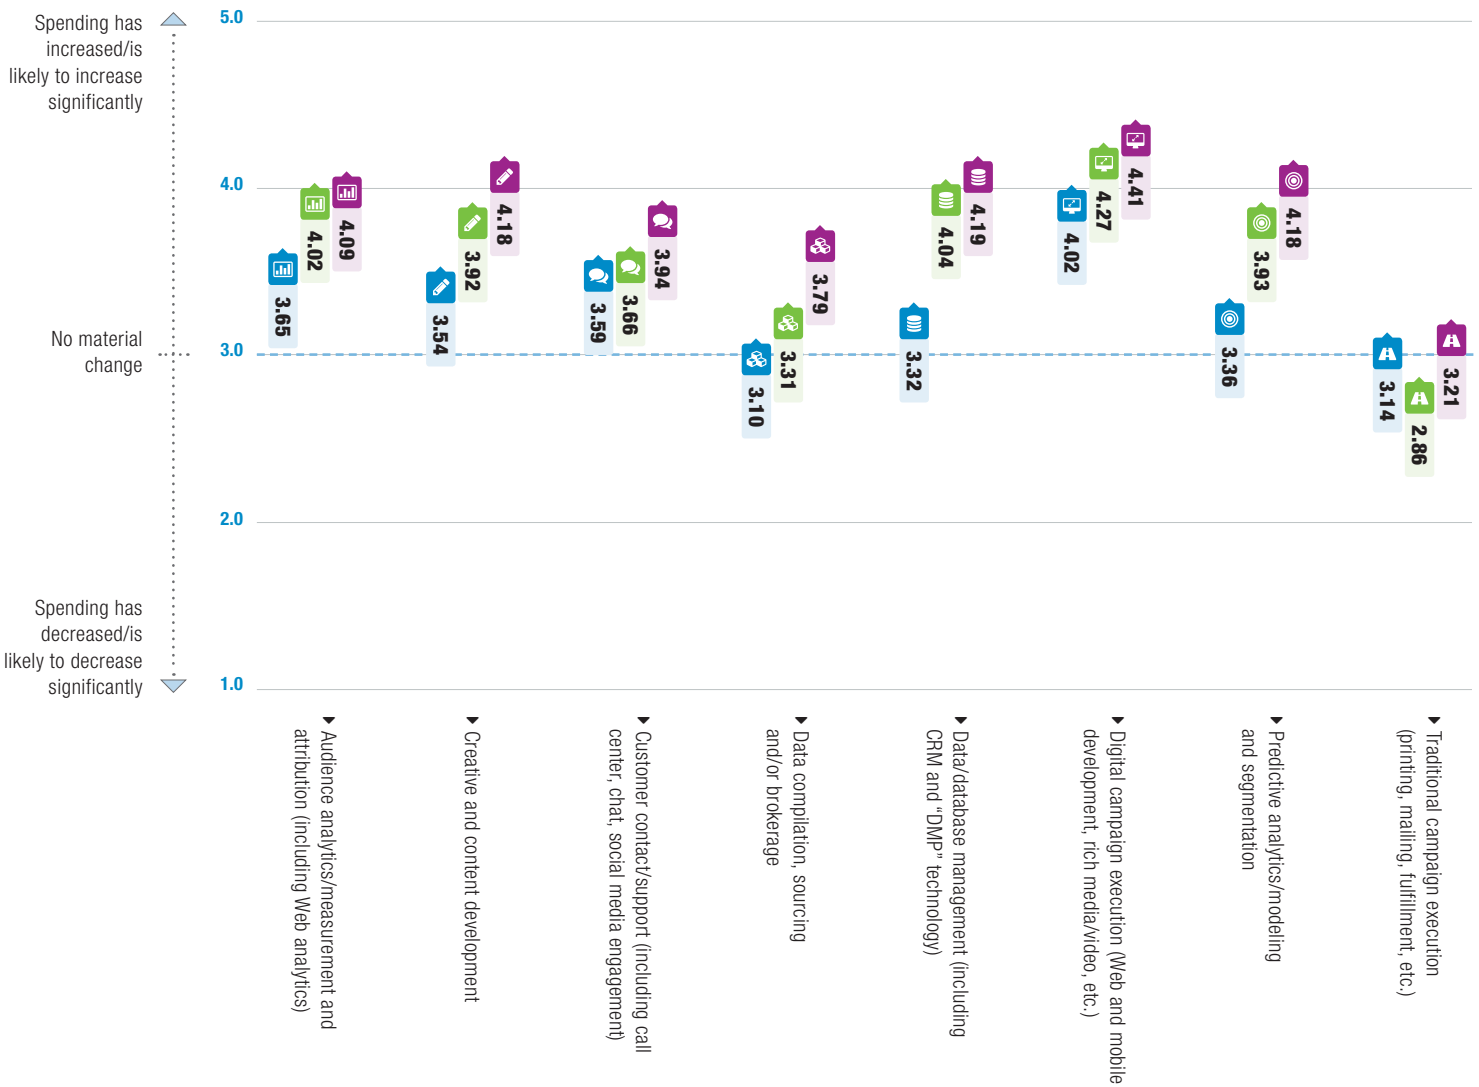 Spending has
increased/is
likely to increase
significantly
No material
change
Spending has
decreased/is
likely to decrease
significantly
5.0
4.0
3.0
2.0
1.0
3.65
4.02
4.09
3.54
3.92
4.18
3.59
3.66
3.94
3.10
3.31
3.79
3.32
4.04
4.19
4.02
4.27
4.41
3.36
3.93
4.18
3.14
2.86
3.21
Audience analytics/measurement and
attribution (including Web analytics)
Creative and content development
Customer contact/support (including call
center, chat, social media engagement)
Data compilation, sourcing
and/or brokerage
Data/database management (including
CRM and “DMP” technology)
Digital campaign execution (Web and mobile
development, rich media/video, etc.)
Predictive analytics/modeling
and segmentation
Traditional campaign execution
(printing, mailing, fulfillment, etc.)